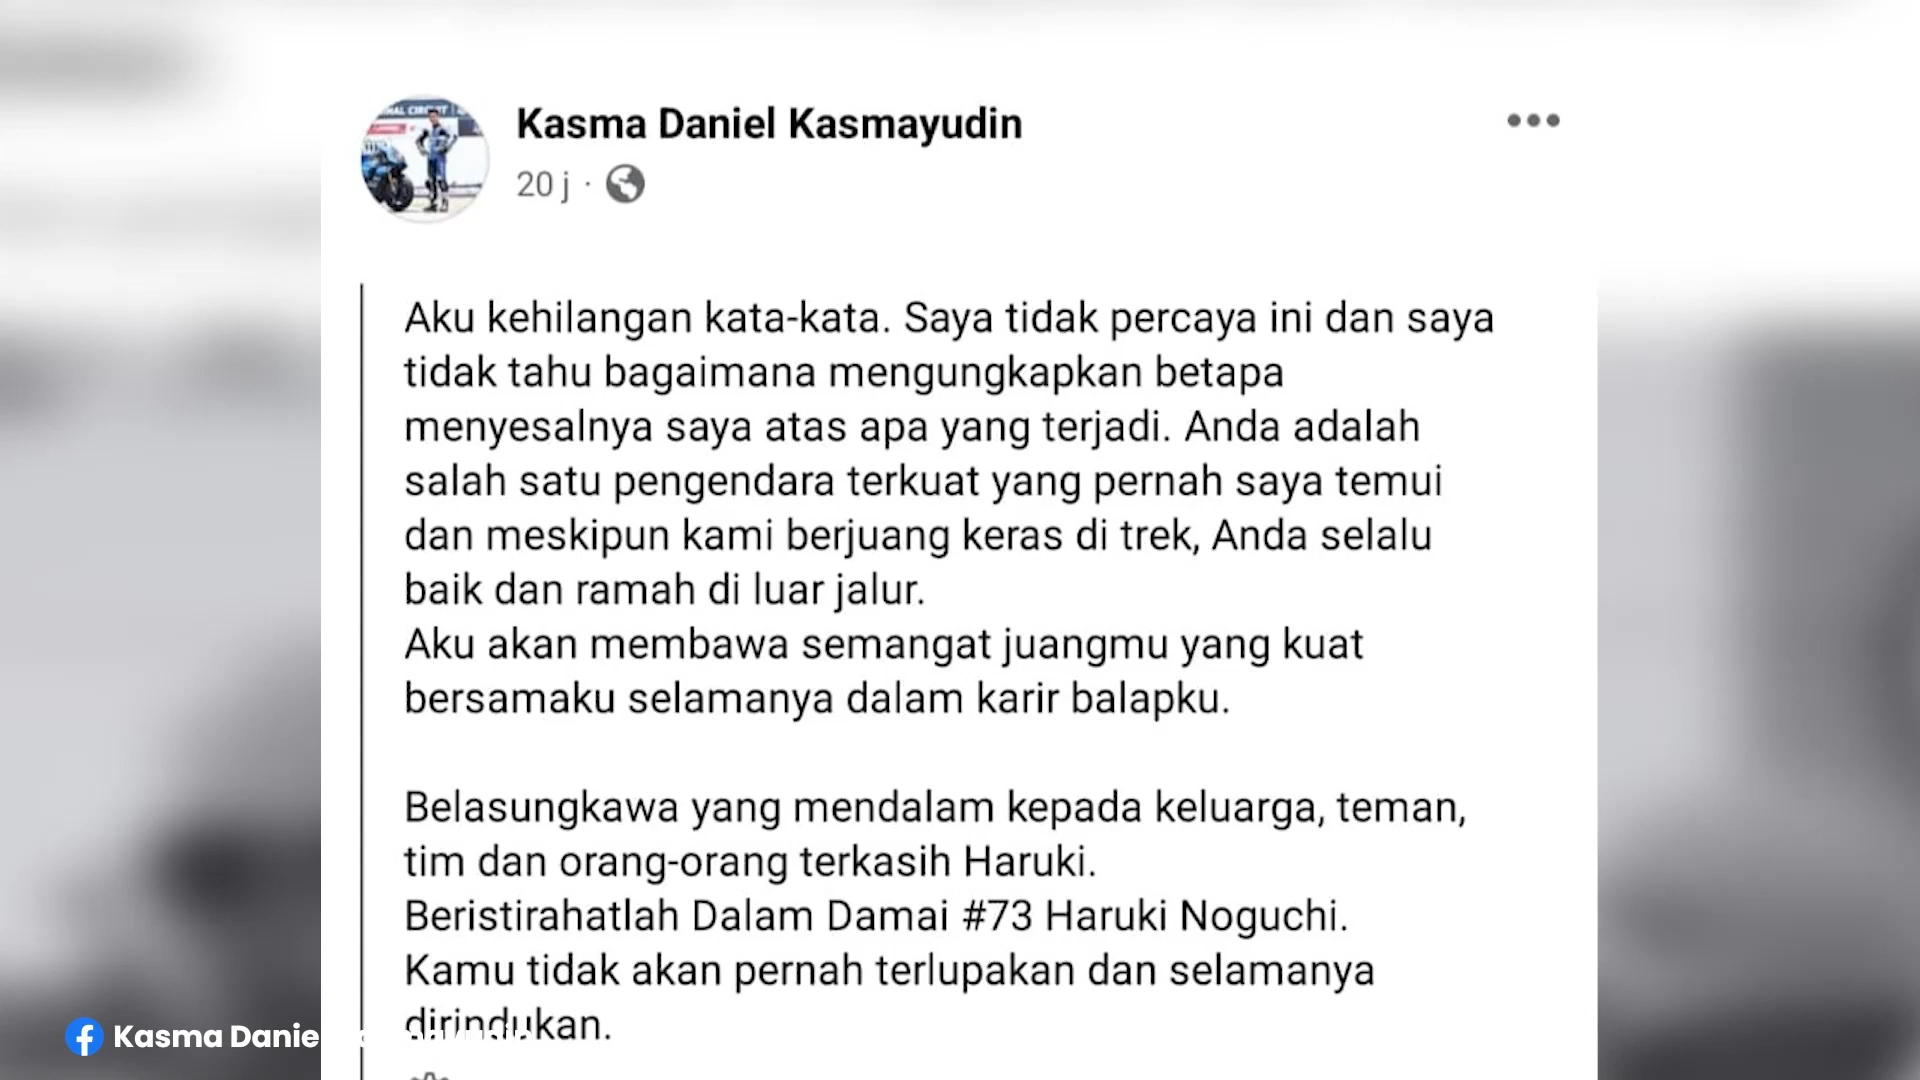 Kasma Daniel Kasmayudin
20 j ·
Aku kehilangan kata-kata. Saya tidak percaya ini dan saya
tidak tahu bagaimana mengungkapkan betapa
menyesalnya saya atas apa yang terjadi. Anda adalah
salah satu pengendara terkuat yang pernah saya temui
dan meskipun kami berjuang keras di trek, Anda selalu
baik dan ramah di luar jalur.
Aku akan membawa semangat juangmu yang kuat
bersamaku selamanya dalam karir balapku.
Belasungkawa yang mendalam kepada keluarga, teman,
tim dan orang-orang terkasih Haruki.
Beristirahatlah Dalam Damai #73 Haruki Noguchi.
Kamu tidak akan pernah terlupakan dan selamanya
dirindukan.
Kasma Daniel Kasmayudin